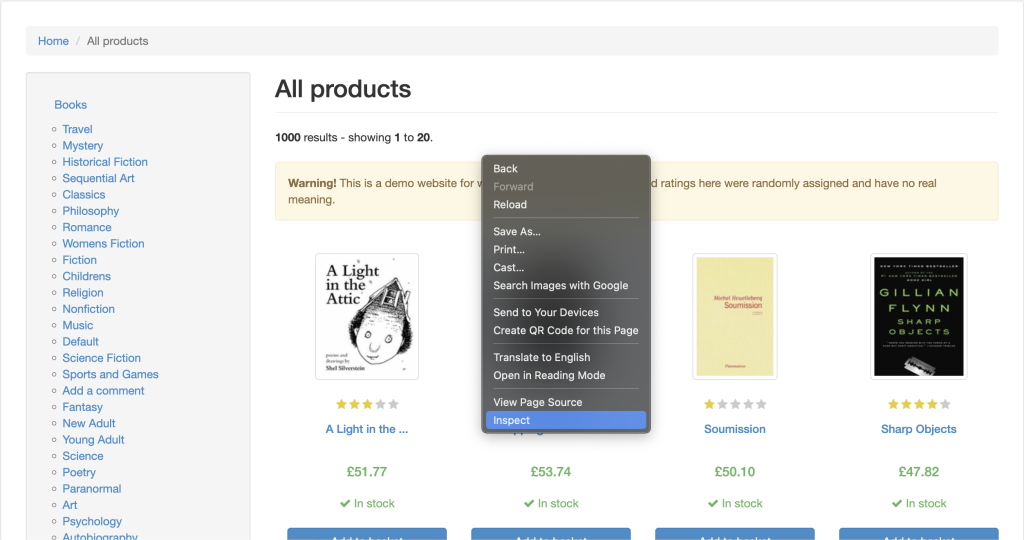 Home / All products
Books
Travel
Mystery
Historical Fiction
Sequential Art
Classics
Philosophy
Romance
Womens Fiction
Fiction
Childrens
Religion
Nonfiction
Music
Default
Science Fiction
Sports and Games
Add a comment
Fantasy
New Adult
Young Adult
Science
Poetry
Paranormal
Art
Psychology
Autobiography
All products
1000 results - showing 1 to 20.
Warning! This is a demo website for w
d ratings here were randomly assigned and have no real
meaning.
Back
Forward
Reload
Save As...
Print...
Cast...
Search Images with Google
Send to Your Devices
Create QR Code for this Page
Translate to English
Open in Reading Mode
View Page Source
Inspect
A Light
in the
Attic
poems and
drawings by
Shel Silverstein
A Light in the ...
£51.77
In stock
Add to basket
£53.74
In stock
Add to basket
Michel Houellebecq
Soumission
Flammarion
Soumission
£50.10
In stock
Add to basket
GILLIAN
FLYNN
SHARP
OBJECTS
Sharp Objects
£47.82
In stock
Add to basket